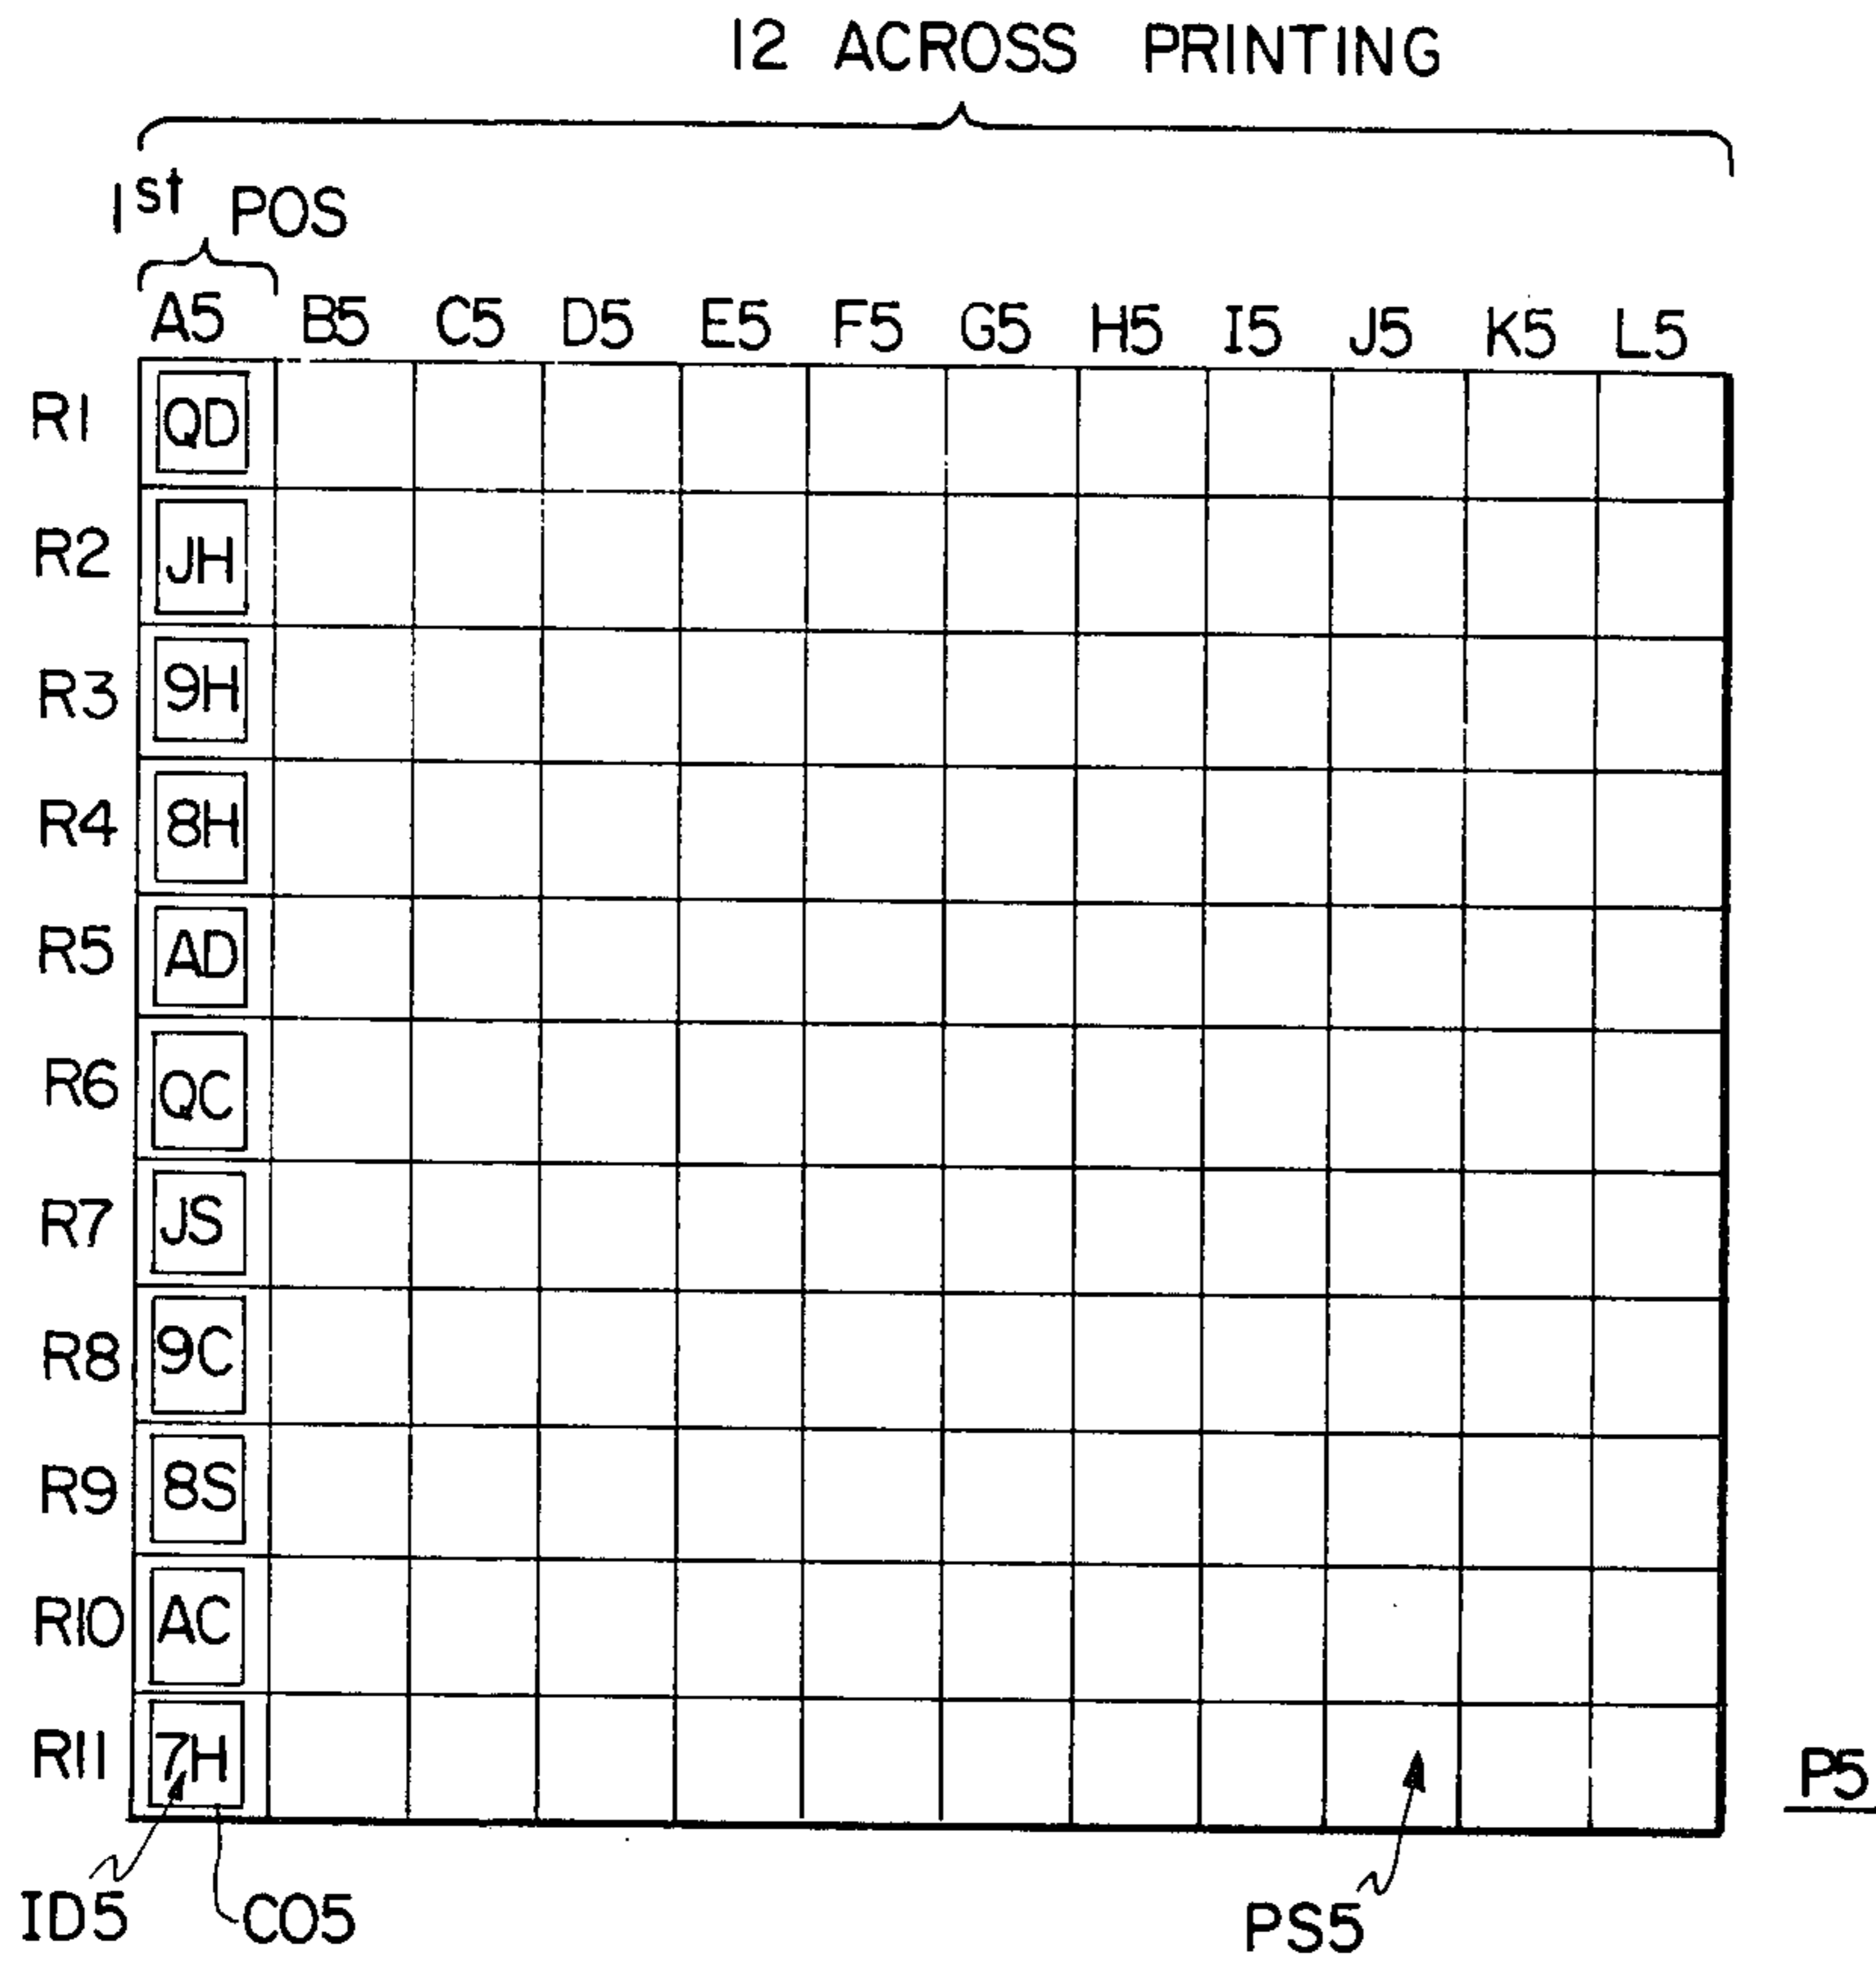 12 ACROSS PRINTING
1st POS
A5 B5 C5 D5 E5 F5 G5 H5 I5 J5 K5 L5
R1 QD
R2 JH
R3 9H
R4 8H
R5 AD
R6 QC
R7 JS
R8 9C
R9 8S
R10 AC
R11 7H
P5
ID5 CO5 PS5